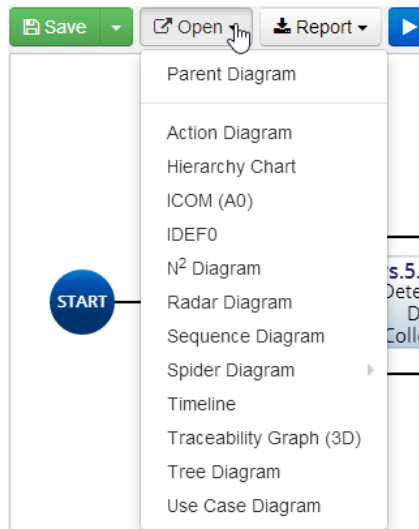 Save
Open
Report
Parent Diagram
Action Diagram
Hierarchy Chart
ICOM (A0)
IDEF0
N² Diagram
Radar Diagram
Sequence Diagram
Spider Diagram
Timeline
Traceability Graph (3D)
Tree Diagram
Use Case Diagram
START
s.5.